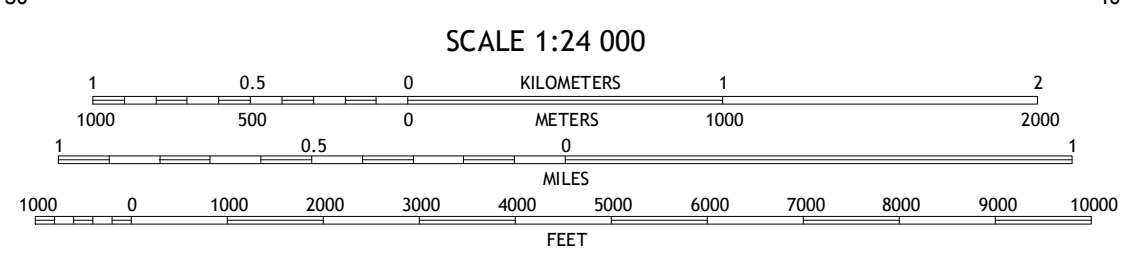 SCALE 1:24 000
1 0.5 0 KILOMETERS 1 2
1000 500 0 METERS 1000 2000
1 0.5 0 1
MILES
1000 0 1000 2000 3000 4000 5000 6000 7000 8000 9000 10000
FEET